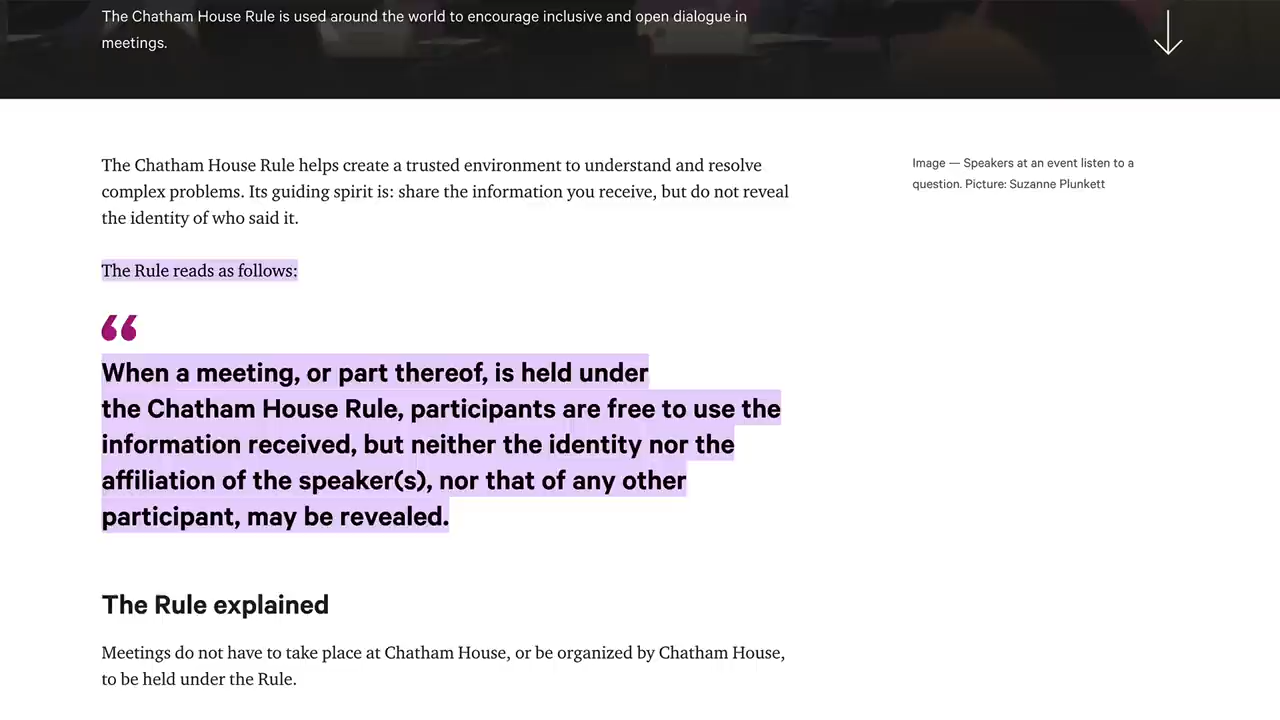 The Chatham House Rule is used around the world to encourage inclusive and open dialogue in
meetings.
The Chatham House Rule helps create a trusted environment to understand and resolve
complex problems. Its guiding spirit is: share the information you receive, but do not reveal
the identity of who said it.
Image — Speakers at an event listen to a
question. Picture: Suzanne Plunkett
The Rule reads as follows:
“
When a meeting, or part thereof, is held under
the Chatham House Rule, participants are free to use the
information received, but neither the identity nor the
affiliation of the speaker(s), nor that of any other
participant, may be revealed.
The Rule explained
Meetings do not have to take place at Chatham House, or be organized by Chatham House,
to be held under the Rule.